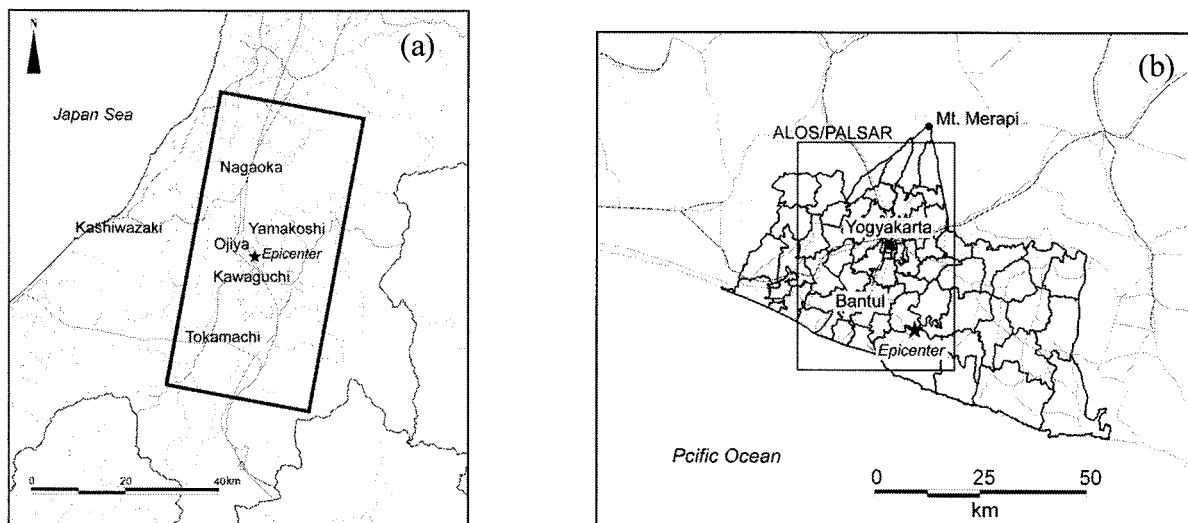 N
(a)
Japan Sea
Nagaoka
Kashiwazaki
Yamakoshi
Ojiya
Epicenter
Kawaguchi
Tokamachi
0 20 40km
(b)
Mt. Merapi
ALOS/PALSAR
Yogyakarta
Bantul
Epicenter
Pcific Ocean
0 25 50
km